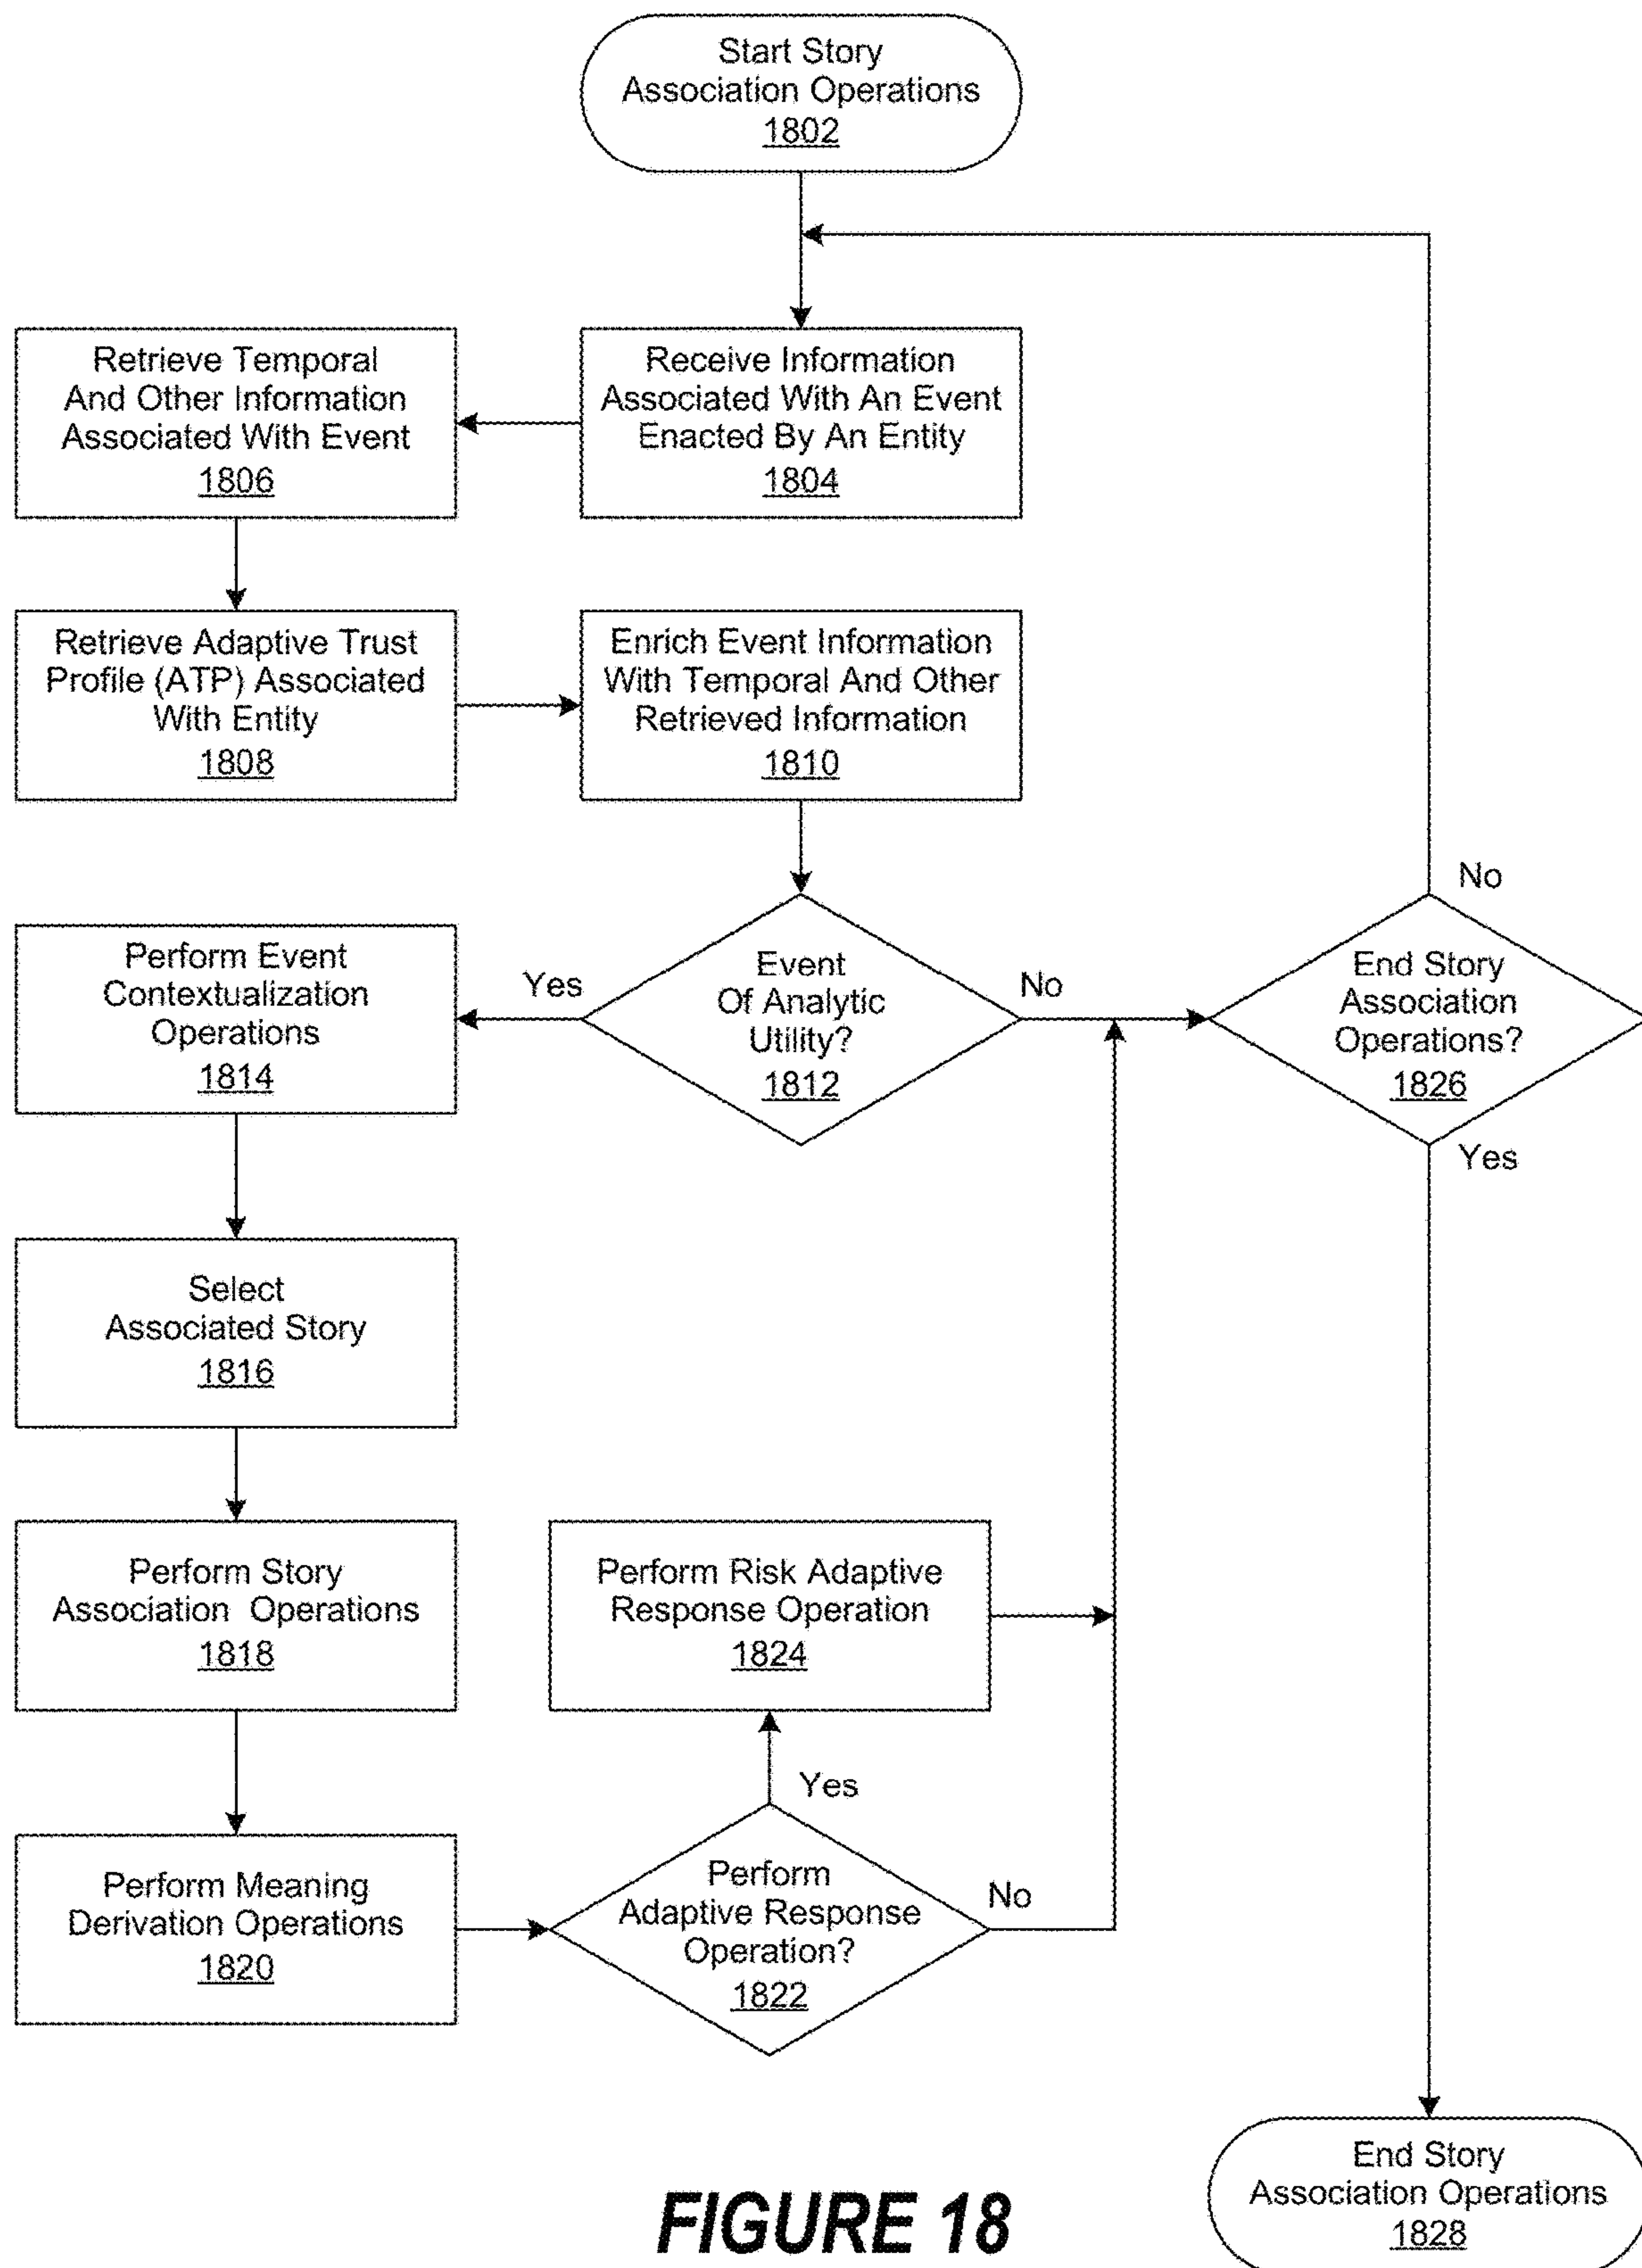 Start Story
Association Operations
1802
Retrieve Temporal
And Other Information
Associated With Event
1806
Receive Information
Associated With An Event
Enacted By An Entity
1804
Retrieve Adaptive Trust
Profile (ATP) Associated
With Entity
1808
Enrich Event Information
With Temporal And Other
Retrieved Information
1810
No
Perform Event
Contextualization
Operations
1814
Yes
Event
Of Analytic
Utility?
1812
No
End Story
Association
Operations?
1826
Yes
Select
Associated Story
1816
Perform Story
Association Operations
1818
Perform Risk Adaptive
Response Operation
1824
Yes
Perform Meaning
Derivation Operations
1820
Perform
Adaptive Response
Operation?
1822
No
End Story
Association Operations
1828
FIGURE 18